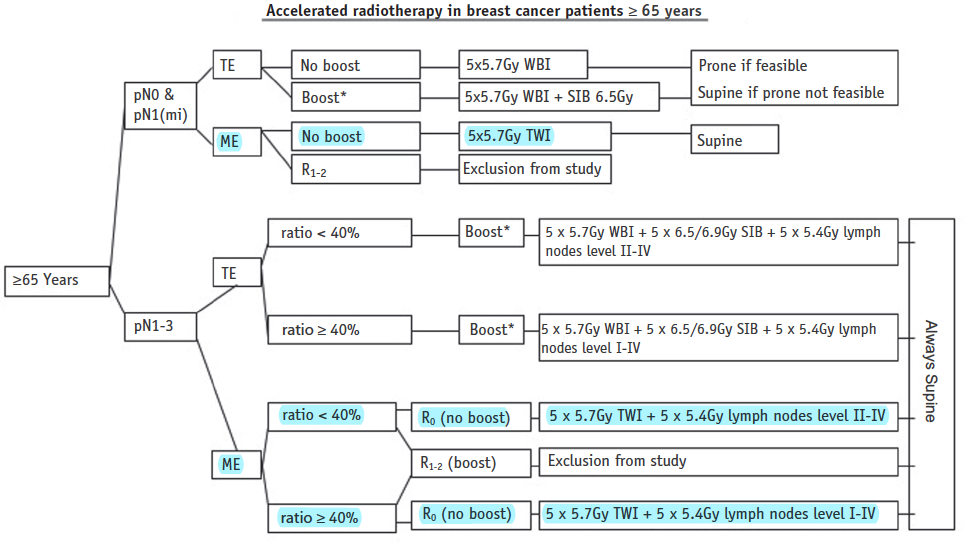 Accelerated radiotherapy in breast cancer patients ≥ 65 years
TE
No boost
5x5.7Gy WBI
Prone if feasible
Supine if prone not feasible
pN0 &
pN1(mi)
Boost*
5x5.7Gy WBI + SIB 6.5Gy
ME
No boost
5x5.7Gy TWI
Supine
R1-2
Exclusion from study
ratio < 40%
Boost*
5 x 5.7Gy WBI + 5 x 6.5/6.9Gy SIB + 5 x 5.4Gy lymph
nodes level II-IV
≥65 Years
TE
pN1-3
ratio ≥ 40%
Boost*
5 x 5.7Gy WBI + 5 x 6.5/6.9Gy SIB + 5 x 5.4Gy lymph
nodes level I-IV
Always Supine
ratio < 40%
R0 (no boost)
5 x 5.7Gy TWI + 5 x 5.4Gy lymph nodes level II-IV
ME
R1-2 (boost)
Exclusion from study
ratio ≥ 40%
R0 (no boost)
5 x 5.7Gy TWI + 5 x 5.4Gy lymph nodes level I-IV